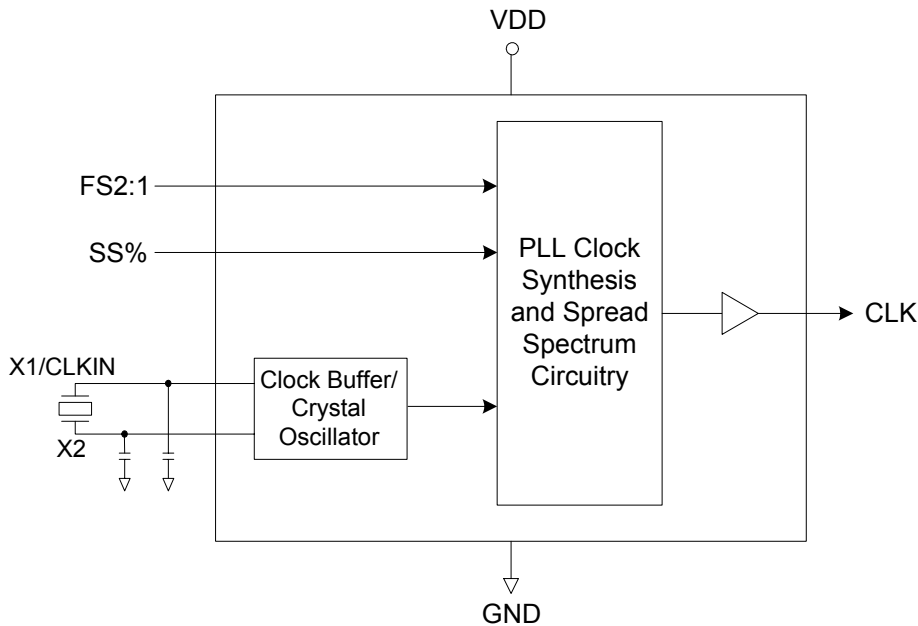 VDD
FS2:1
SS%
PLL Clock
Synthesis
and Spread
Spectrum
Circuitry
CLK
X1/CLKIN
X2
Clock Buffer/
Crystal
Oscillator
GND